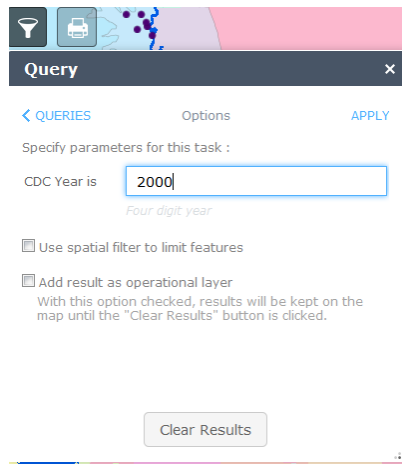 Query
QUERIES Options APPLY
Specify parameters for this task :
CDC Year is 2000
Four digit year
Use spatial filter to limit features
Add result as operational layer
With this option checked, results will be kept on the
map until the "Clear Results" button is clicked.
Clear Results